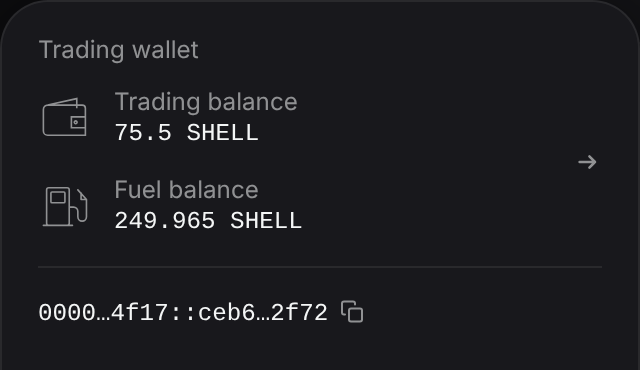 Trading wallet
Trading balance
75.5 SHELL
Fuel balance
249.965 SHELL
0000…4f17::ceb6…2f72